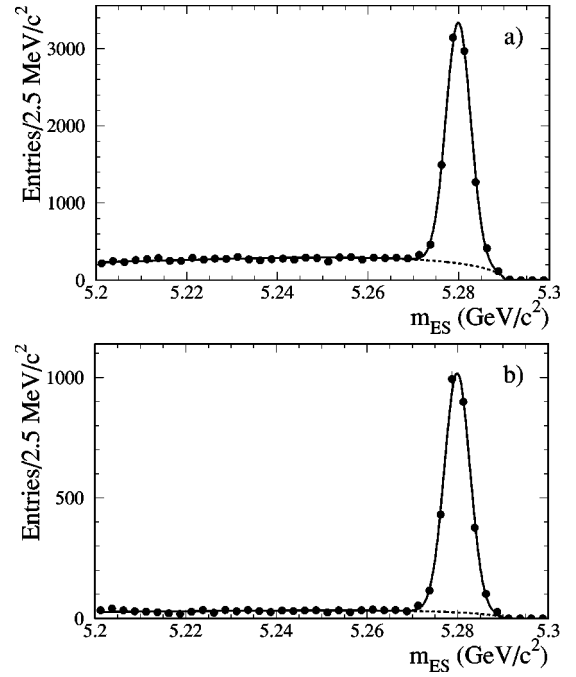 a)
Entries/2.5 MeV/c²
3000
2000
1000
0
5.2 5.22 5.24 5.26 5.28 5.3
m_ES (GeV/c²)
b)
Entries/2.5 MeV/c²
1000
500
0
5.2 5.22 5.24 5.26 5.28 5.3
m_ES (GeV/c²)